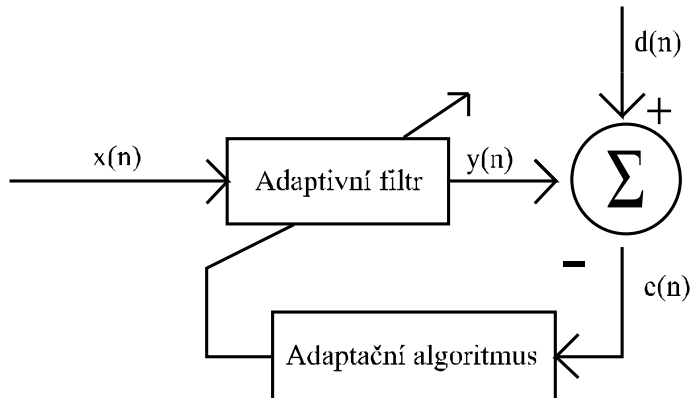 d(n)
+
x(n)
Adaptivní filtr
y(n)
Σ
−
c(n)
Adaptační algoritmus